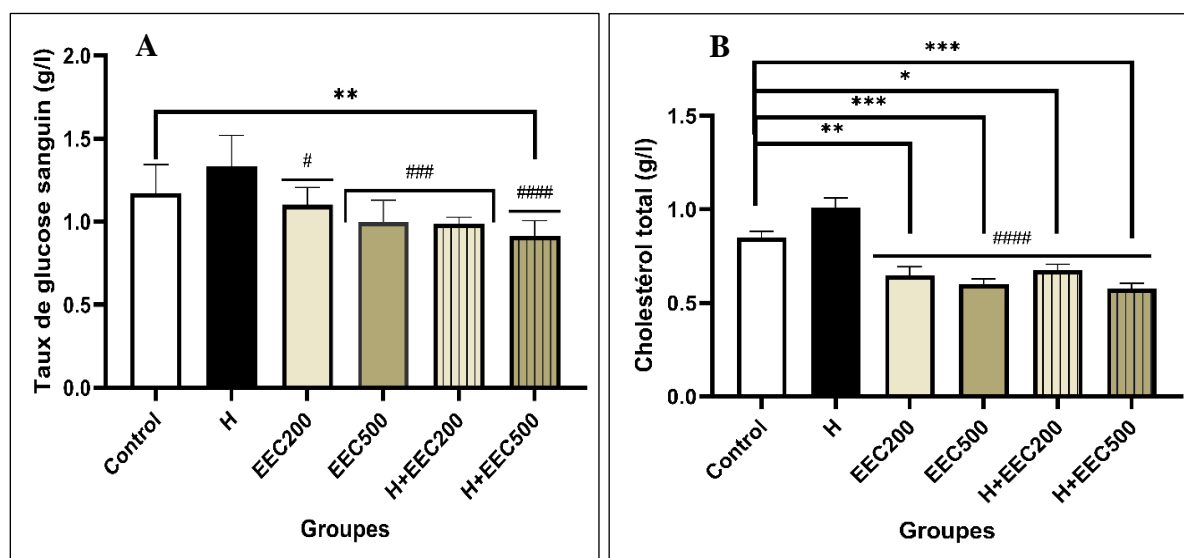 A
Taux de glucose sanguin (g/l)
2.0
1.5
1.0
0.5
0.0
**
#
###
####
Control
H
EEC200
EEC500
H+EEC200
H+EEC500
Groupes
B
Cholestérol total (g/l)
1.5
1.0
0.5
0.0
***
*
***
**
####
Control
H
EEC200
EEC500
H+EEC200
H+EEC500
Groupes